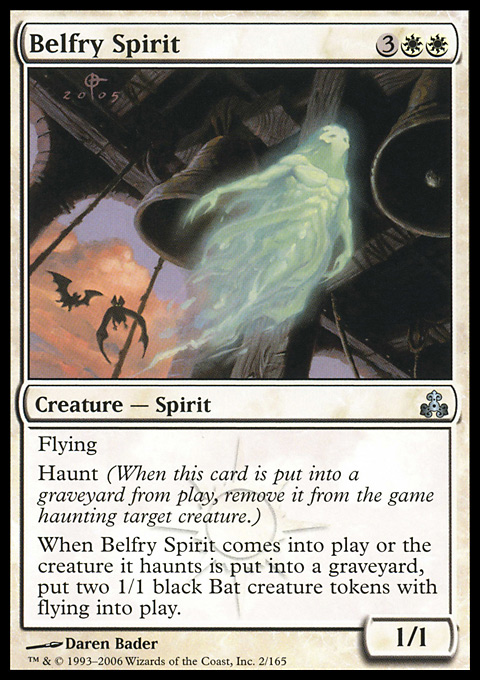 Belfry Spirit 3
2005
Creature — Spirit
Flying
Haunt (When this card is put into a
graveyard from play, remove it from the game
haunting target creature.)
When Belfry Spirit comes into play or the
creature it haunts is put into a graveyard,
put two 1/1 black Bat creature tokens with
flying into play.
Daren Bader
1/1
™ & © 1993–2006 Wizards of the Coast, Inc. 2/165